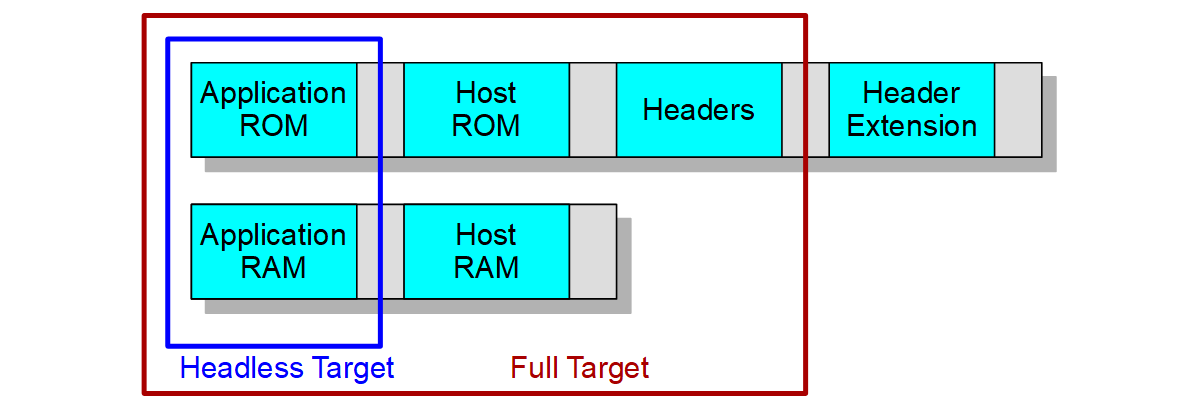 Application
ROM
Host
ROM
Headers
Header
Extension
Application
RAM
Host
RAM
Headless Target
Full Target